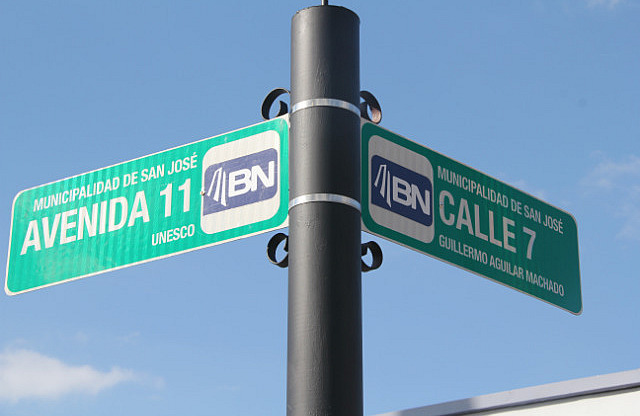 MUNICIPALIDAD DE SAN JOSÉ
AVENIDA 11
UNESCO
BN
BN
MUNICIPALIDAD DE SAN JOSÉ
CALLE 7
GUILLERMO AGUILAR MACHADO